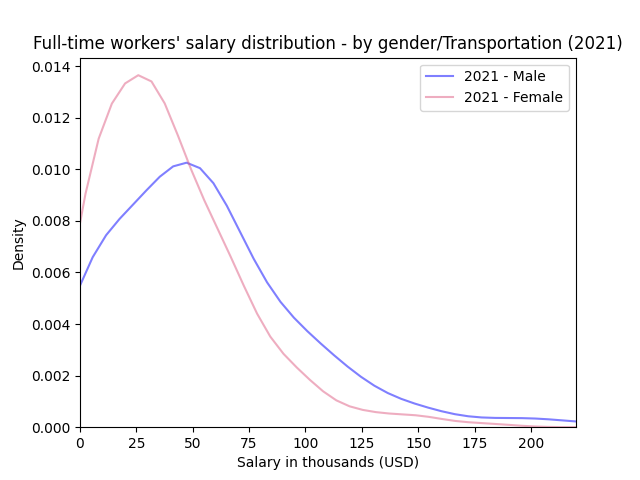 Full-time workers' salary distribution - by gender/Transportation (2021)
2021 - Male
2021 - Female
Density
0.014
0.012
0.010
0.008
0.006
0.004
0.002
0.000
0 25 50 75 100 125 150 175 200
Salary in thousands (USD)